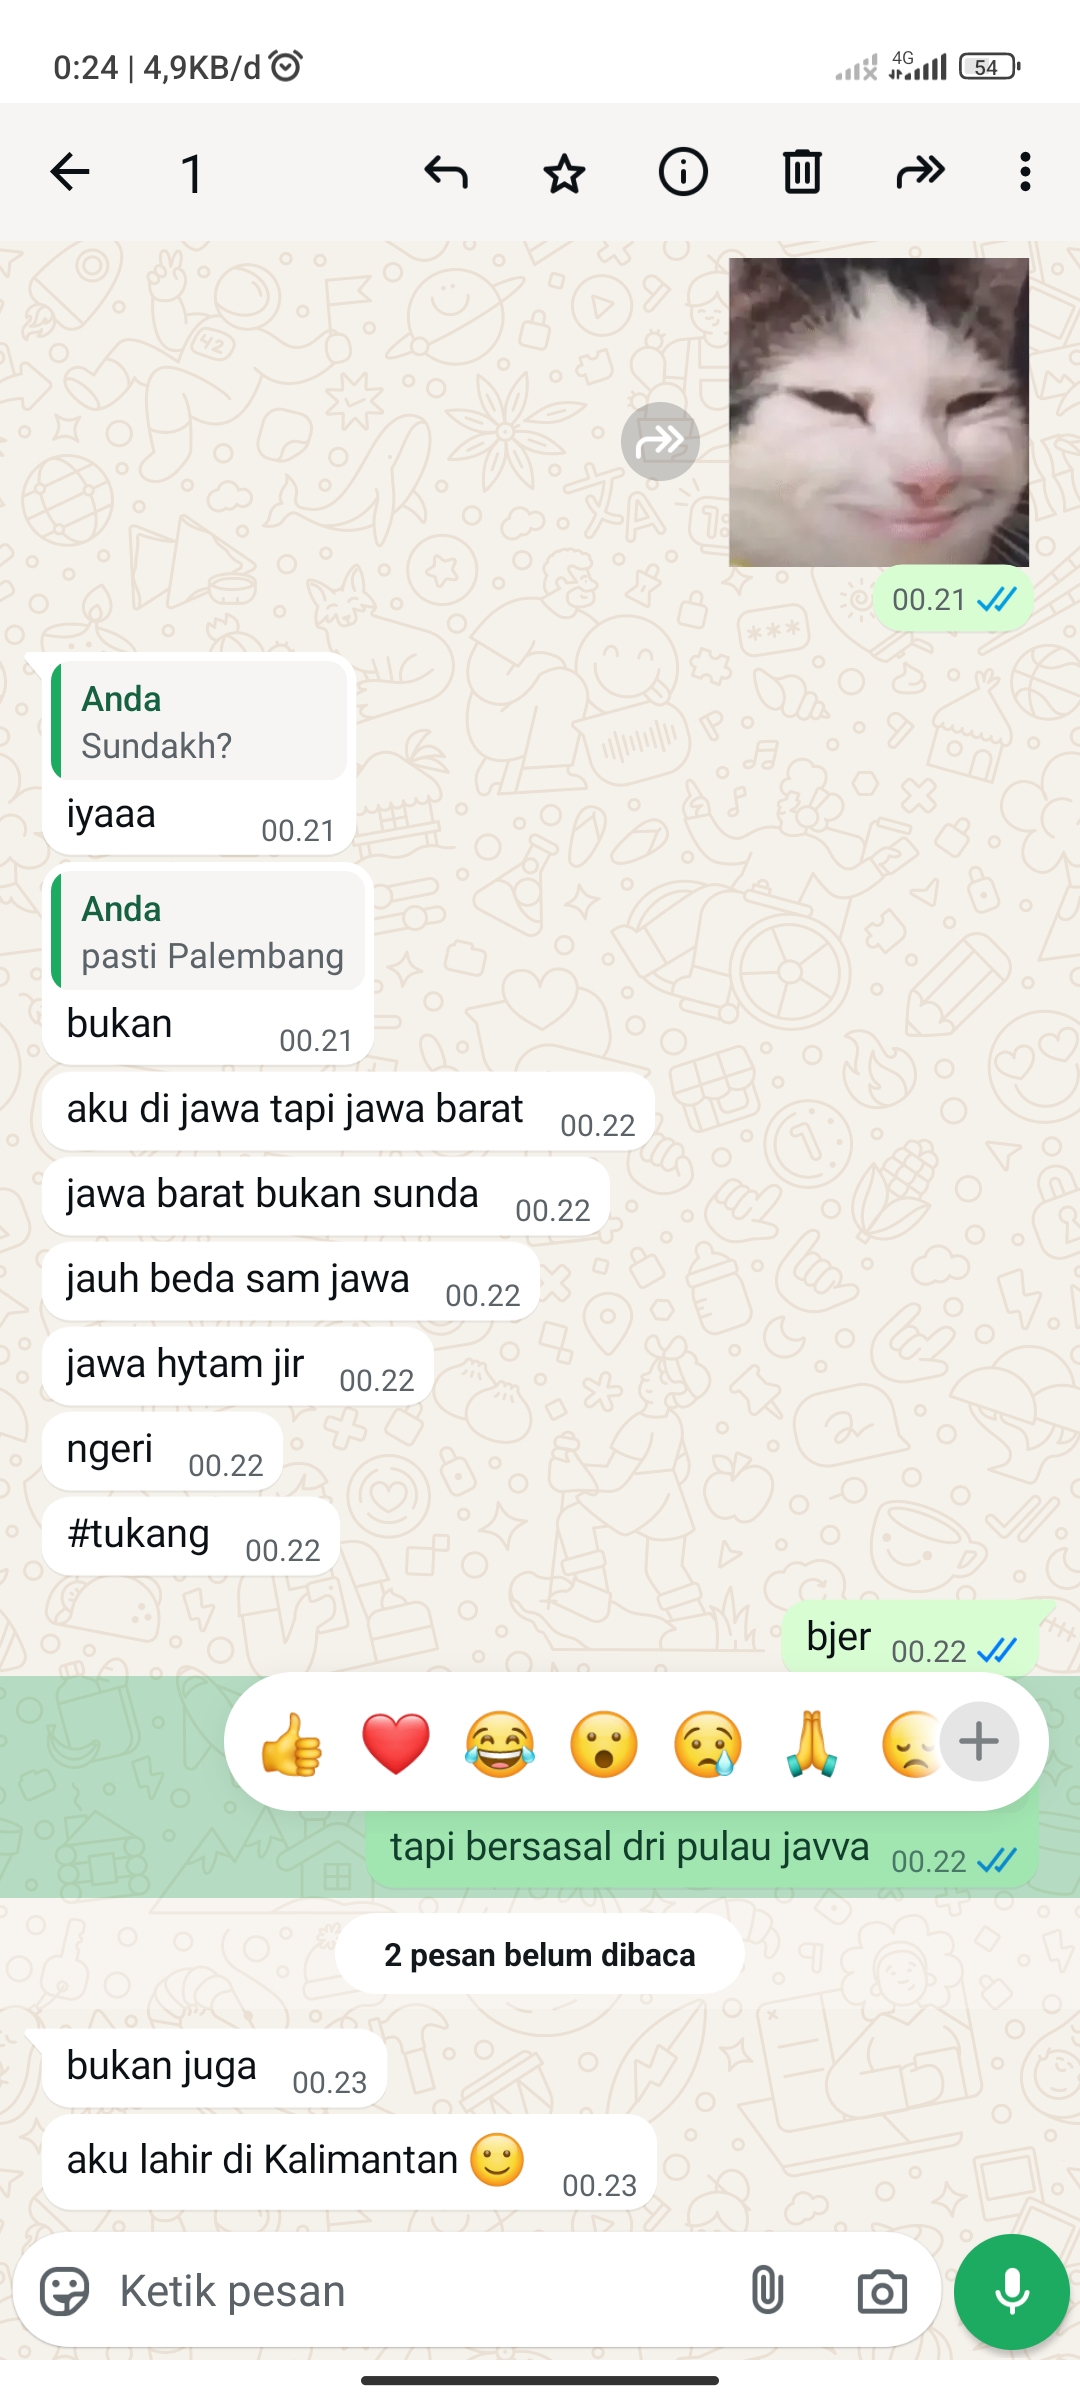 0:24 | 4,9KB/d
4G
54
1
00.21
Anda
Sundakh?
iyaaa 00.21
Anda
pasti Palembang
bukan 00.21
aku di jawa tapi jawa barat 00.22
jawa barat bukan sunda 00.22
jauh beda sam jawa 00.22
jawa hytam jir 00.22
ngeri 00.22
#tukang 00.22
bjer 00.22
tapi bersasal dri pulau javva 00.22
2 pesan belum dibaca
bukan juga 00.23
aku lahir di Kalimantan 🙂 00.23
Ketik pesan